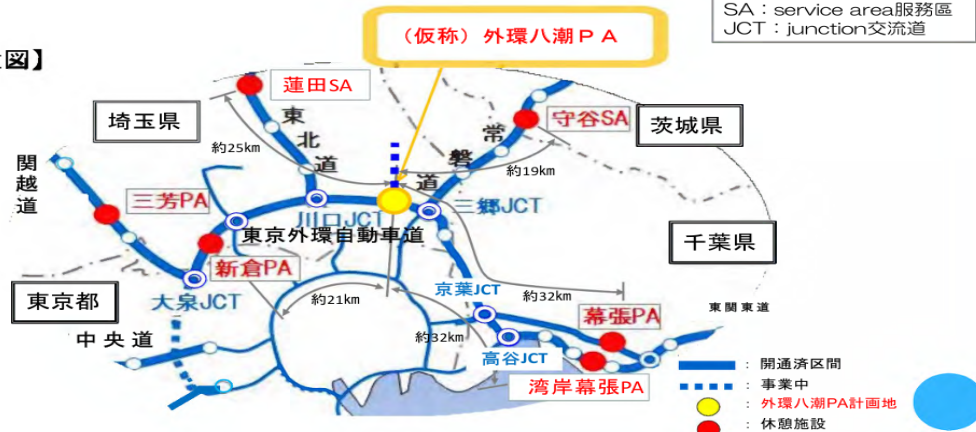 SA：service area服務區
JCT：junction交流道
図】
（仮称）外環八潮ＰＡ
蓮田SA
埼玉県
東北道
約25km
常磐道
守谷SA
茨城県
約19km
関越道
三芳PA
川口JCT
三郷JCT
東京外環自動車道
千葉県
新倉PA
東京都
大泉JCT
約21km
京葉JCT
約32km
東関東道
中央道
約32km
幕張PA
高谷JCT
湾岸幕張PA
：開通済区間
：事業中
：外環八潮PA計画地
：休憩施設